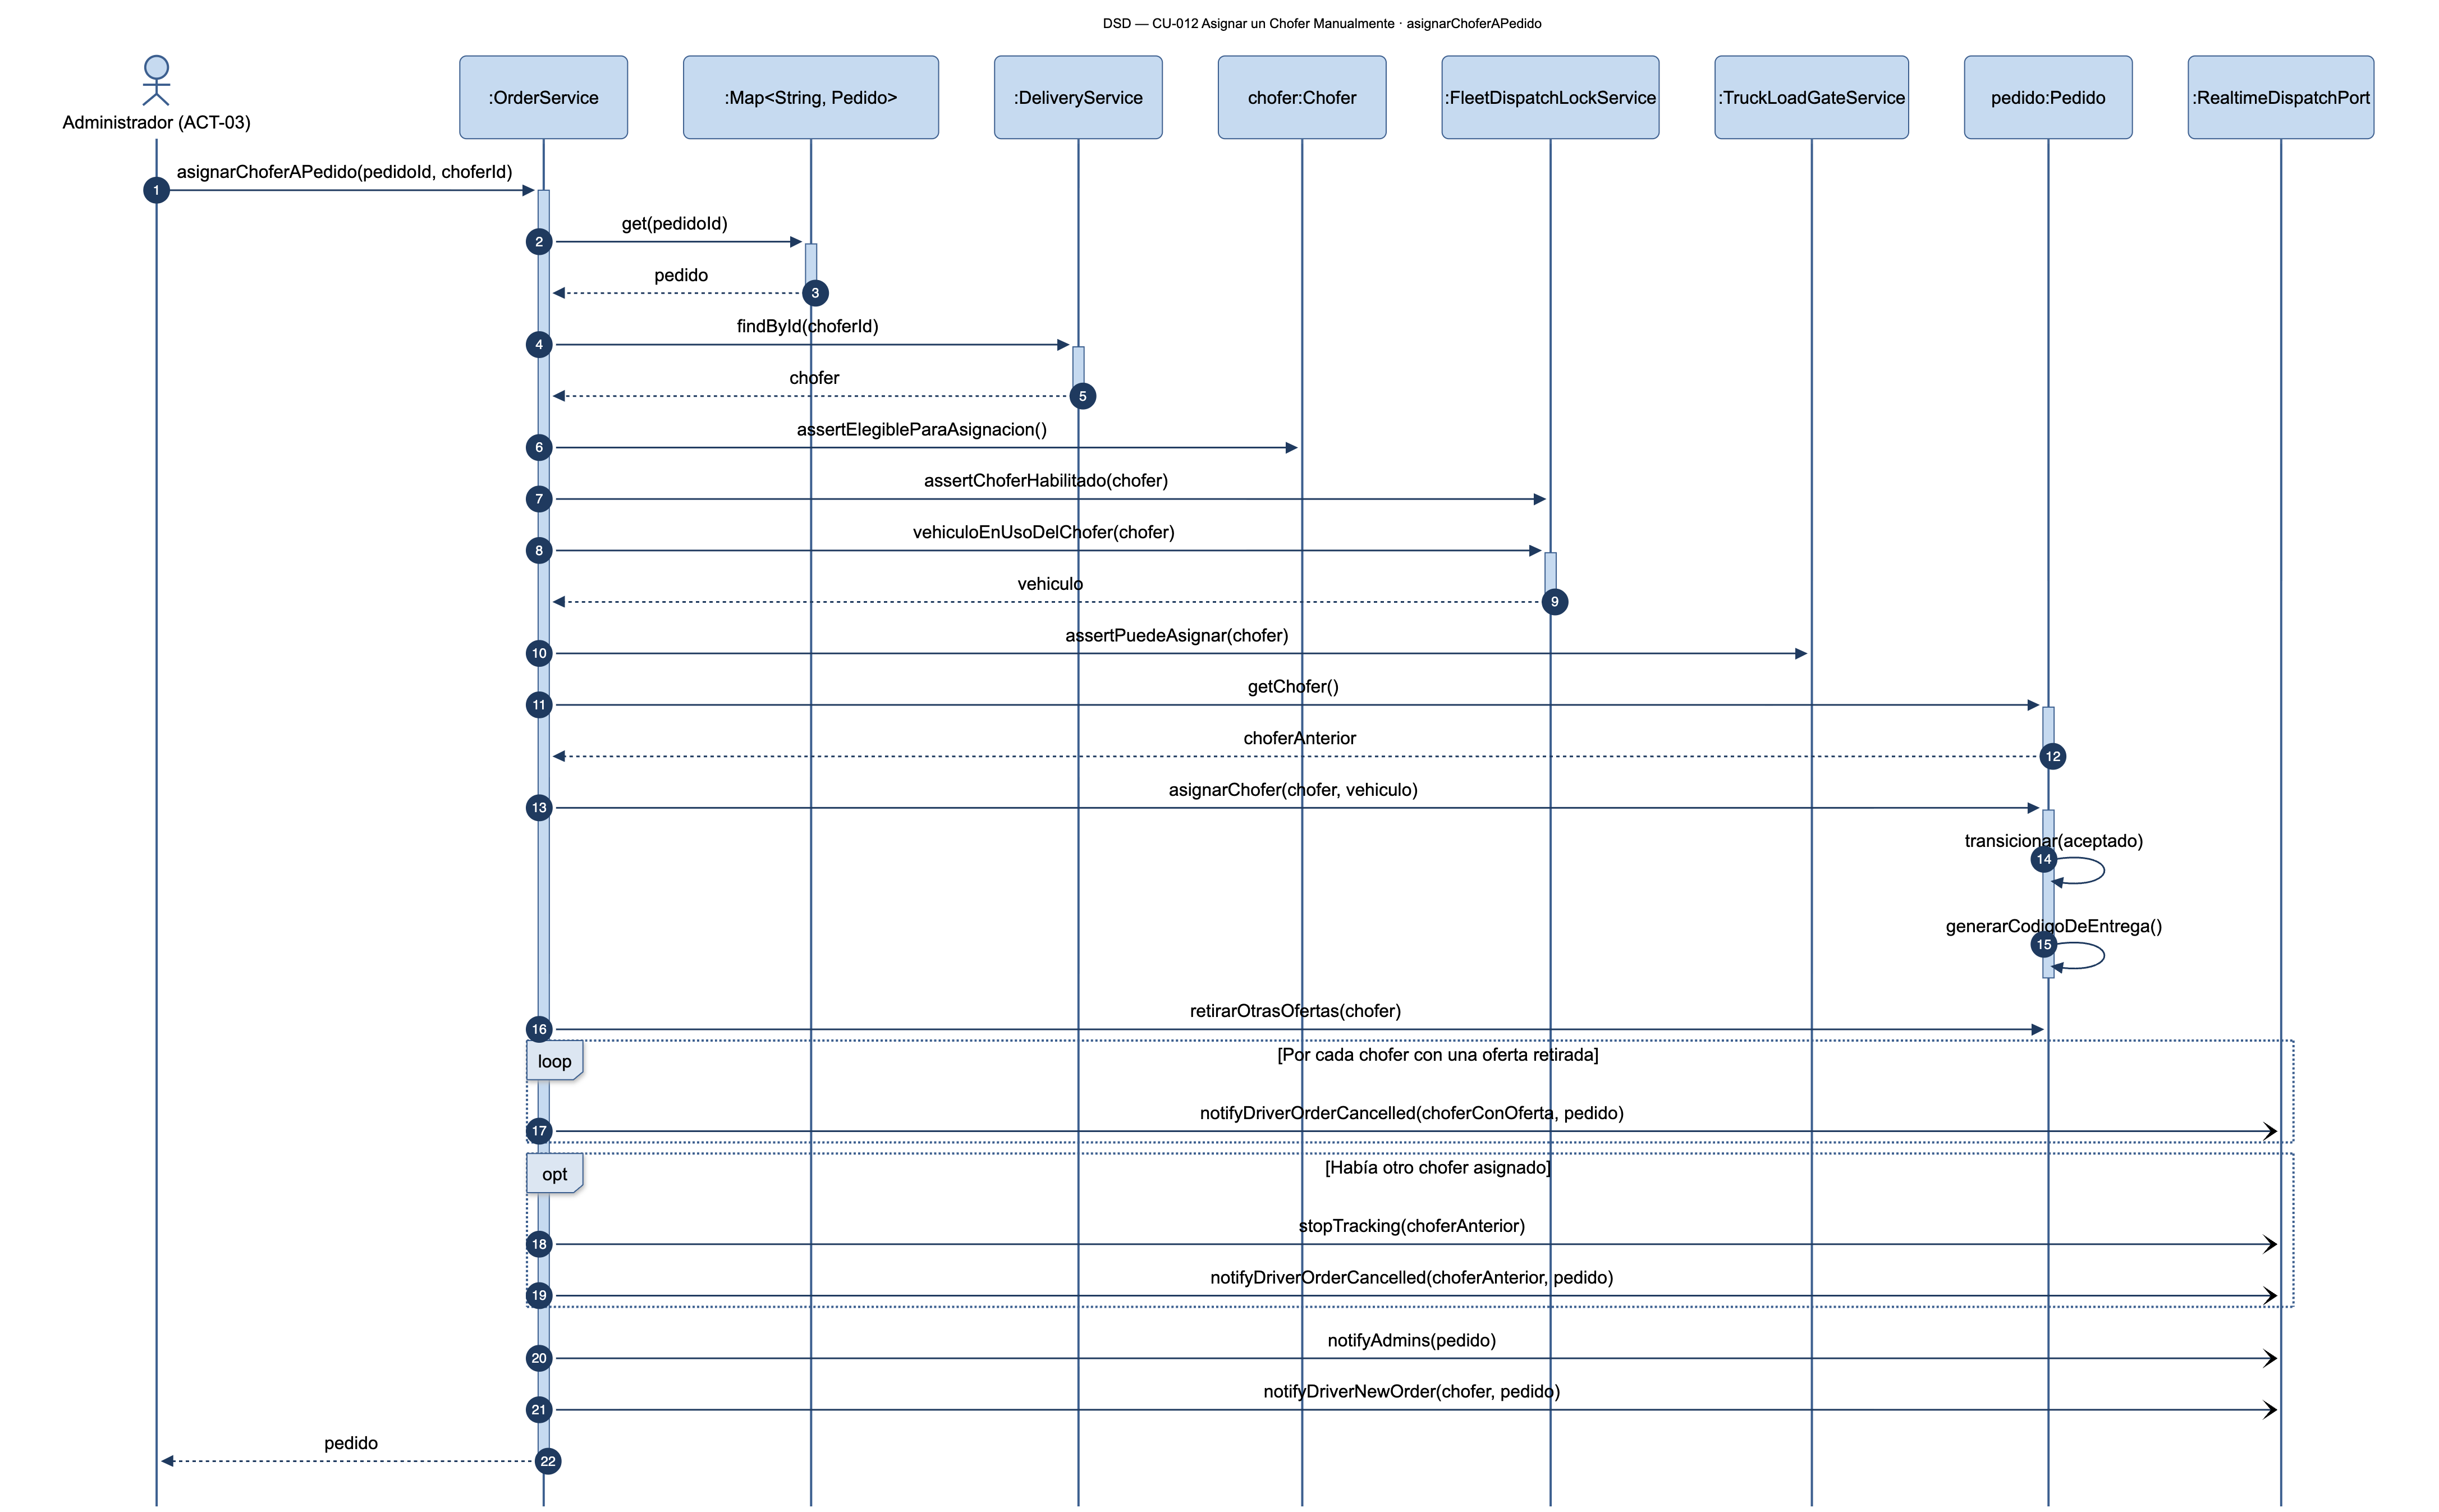 DSD — CU-012 Asignar un Chofer Manualmente · asignarChoferAPedido
Administrador (ACT-03)
:OrderService
:Map<String, Pedido>
:DeliveryService
chofer:Chofer
:FleetDispatchLockService
:TruckLoadGateService
pedido:Pedido
:RealtimeDispatchPort
1
asignarChoferAPedido(pedidoId, choferId)
2
get(pedidoId)
pedido
3
4
findById(choferId)
chofer
5
6
assertElegibleParaAsignacion()
7
assertChoferHabilitado(chofer)
8
vehiculoEnUsoDelChofer(chofer)
vehiculo
9
10
assertPuedeAsignar(chofer)
11
getChofer()
choferAnterior
12
13
asignarChofer(chofer, vehiculo)
transicionar(aceptado)
14
generarCodigoDeEntrega()
15
retirarOtrasOfertas(chofer)
16
loop
[Por cada chofer con una oferta retirada]
notifyDriverOrderCancelled(choferConOferta, pedido)
17
opt
[Había otro chofer asignado]
stopTracking(choferAnterior)
18
notifyDriverOrderCancelled(choferAnterior, pedido)
19
notifyAdmins(pedido)
20
notifyDriverNewOrder(chofer, pedido)
21
pedido
22